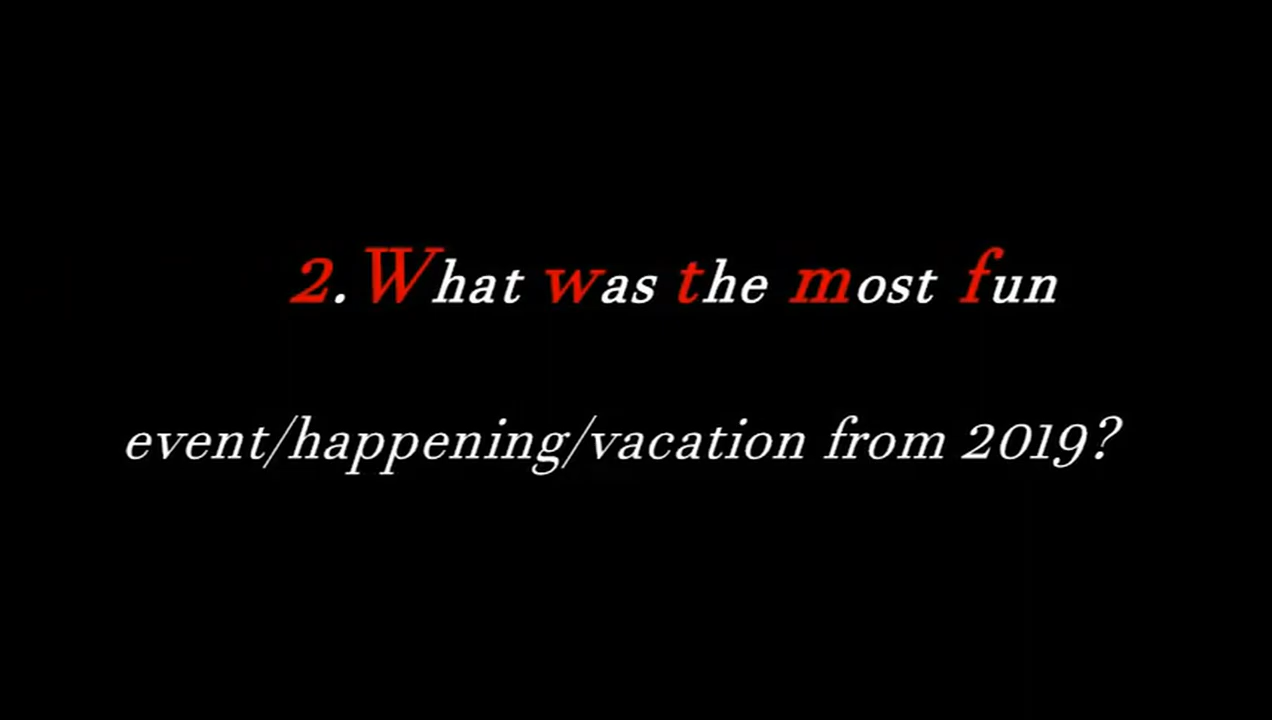 2.What was the most fun
event/happening/vacation from 2019?